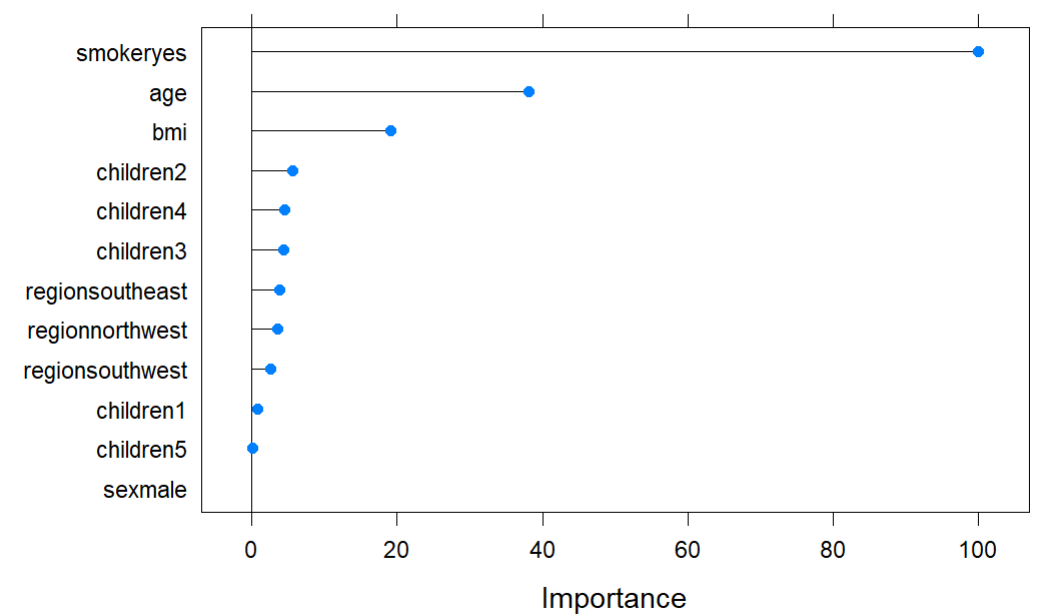 smokeryes
age
bmi
children2
children4
children3
regionsoutheast
regionnorthwest
regionsouthwest
children1
children5
sexmale
0 20 40 60 80 100
Importance